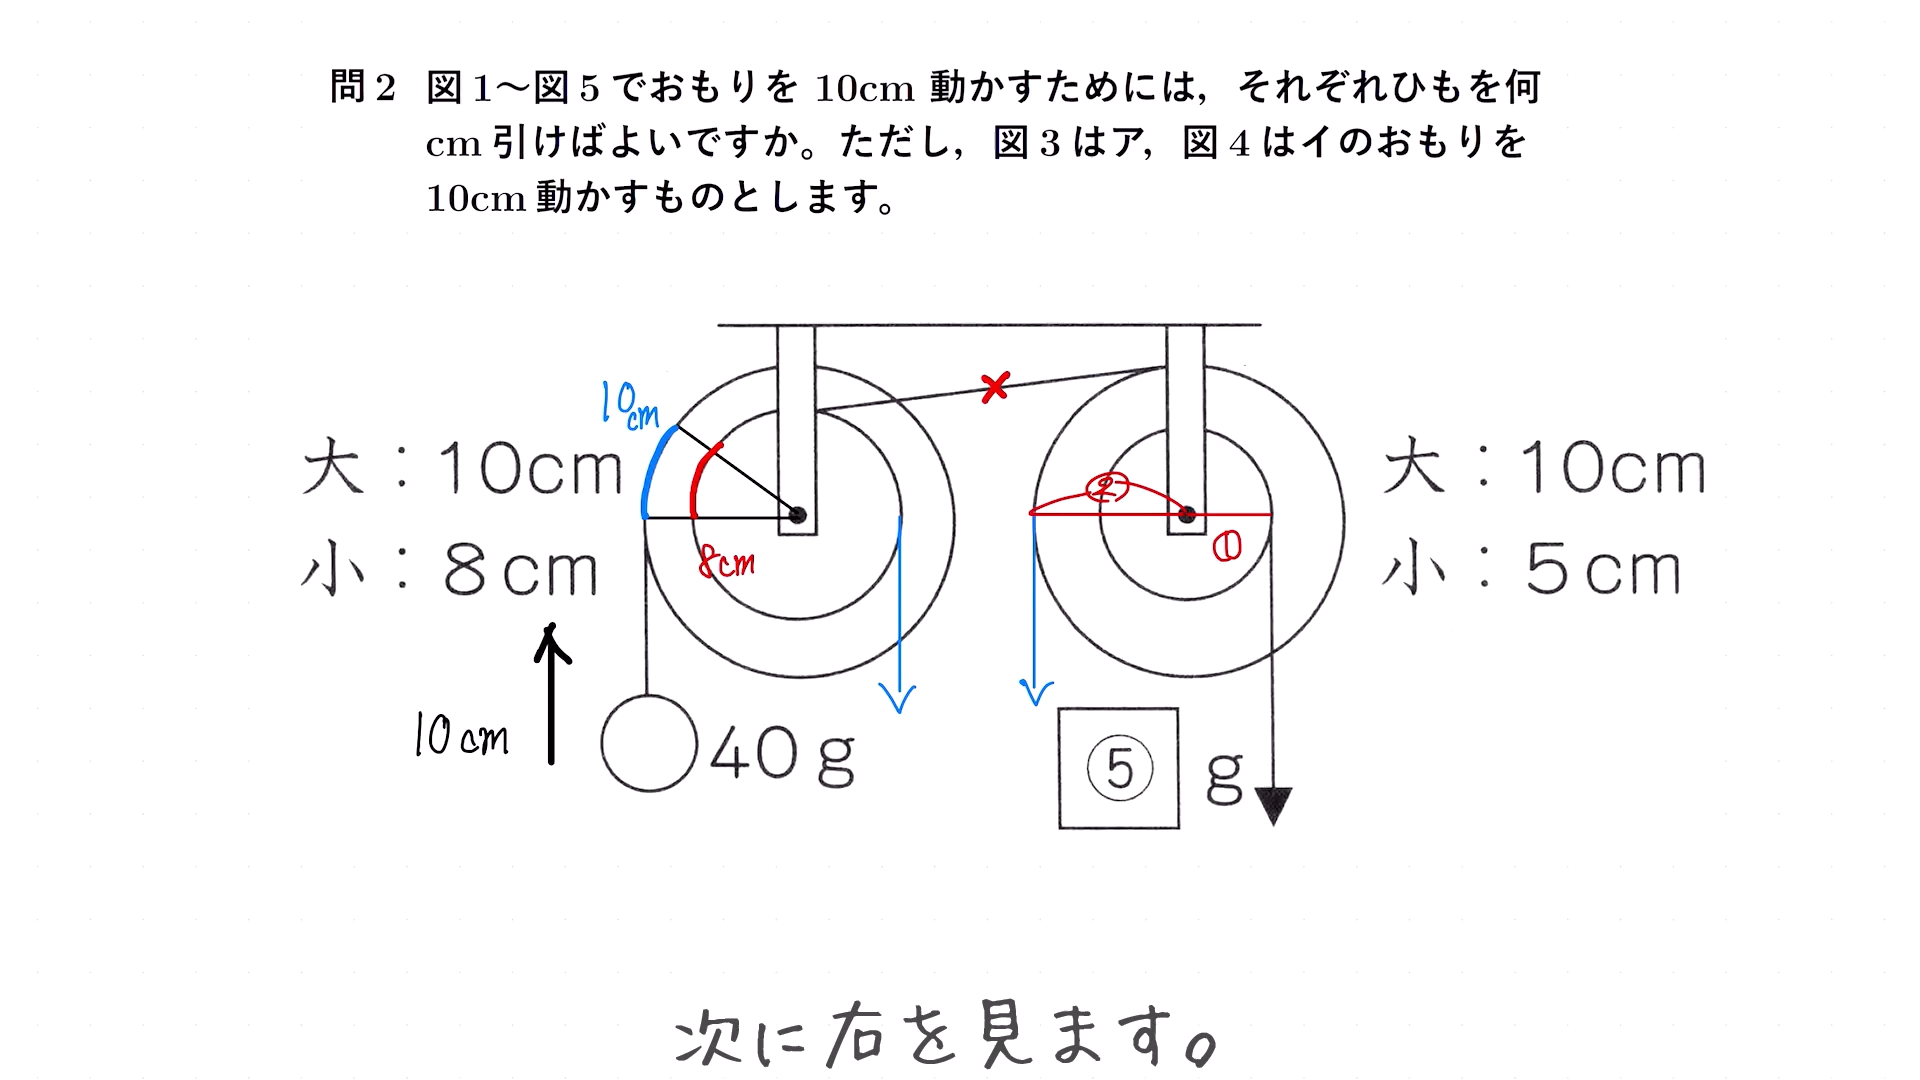 問2 図1〜図5でおもりを10cm動かすためには，それぞれひもを何
cm引けばよいですか。ただし，図3はア，図4はイのおもりを
10cm動かすものとします。
10cm
大：10cm
小：8cm
8cm
10cm
40g
②
①
大：10cm
小：5cm
⑤ g
次に右を見ます。